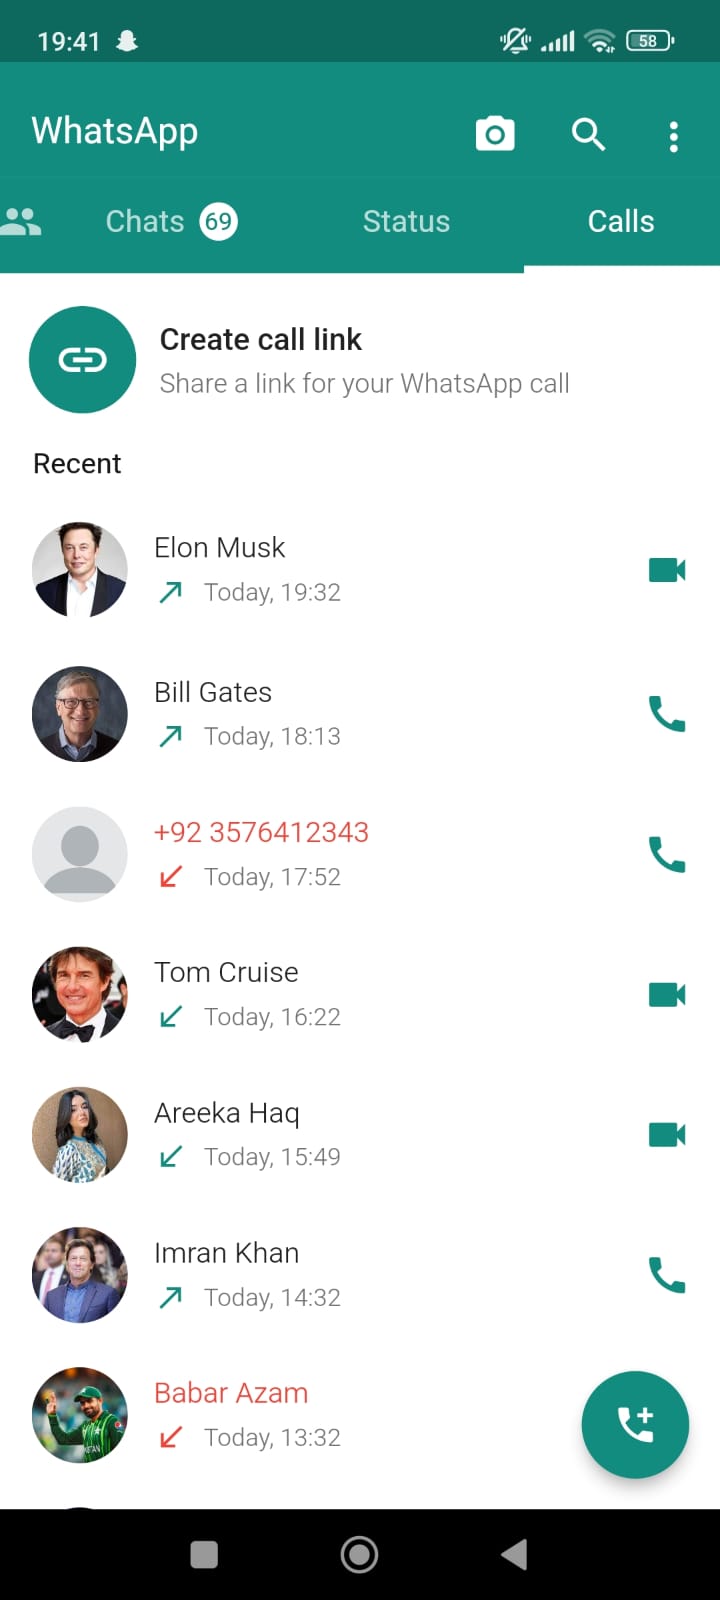 19:41
58
WhatsApp
Chats 69 Status Calls
Create call link
Share a link for your WhatsApp call
Recent
Elon Musk
Today, 19:32
Bill Gates
Today, 18:13
+92 3576412343
Today, 17:52
Tom Cruise
Today, 16:22
Areeka Haq
Today, 15:49
Imran Khan
Today, 14:32
Babar Azam
Today, 13:32